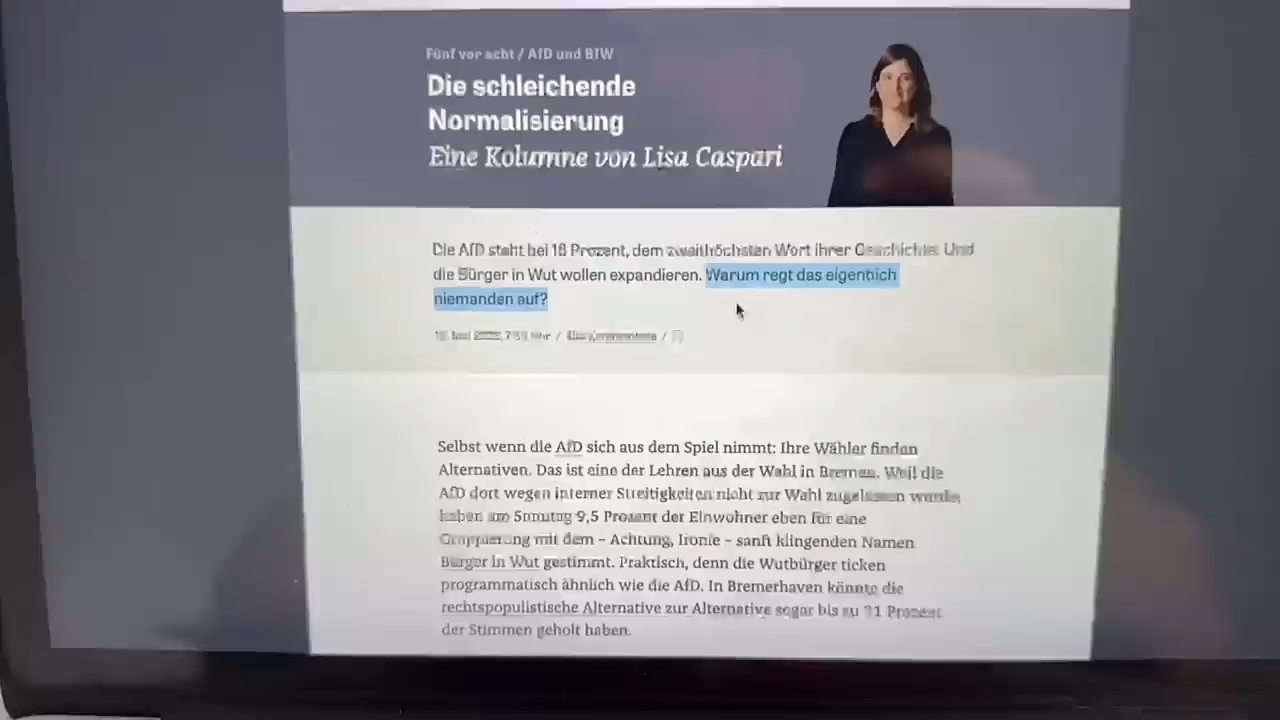 Fünf vor acht / AfD und BIW
Die schleichende
Normalisierung
Eine Kolumne von Lisa Caspari
Die AfD steht bei 16 Prozent, dem zweithöchsten Wort ihrer Geschichte. Und
die Bürger in Wut wollen expandieren. Warum regt das eigentlich
niemanden auf?
Selbst wenn die AfD sich aus dem Spiel nimmt: Ihre Wähler finden
Alternativen. Das ist eine der Lehren aus der Wahl in Bremen. Weil die
AfD dort wegen interner Streitigkeiten nicht zur Wahl zugelassen wurde,
haben am Sonntag 9,5 Prozent der Einwohner eben für eine
Gruppierung mit dem – Achtung, Ironie – sanft klingenden Namen
Bürger in Wut gestimmt. Praktisch, denn die Wutbürger ticken
programmatisch ähnlich wie die AfD. In Bremerhaven könnte die
rechtspopulistische Alternative zur Alternative sogar bis zu 21 Prozent
der Stimmen geholt haben.